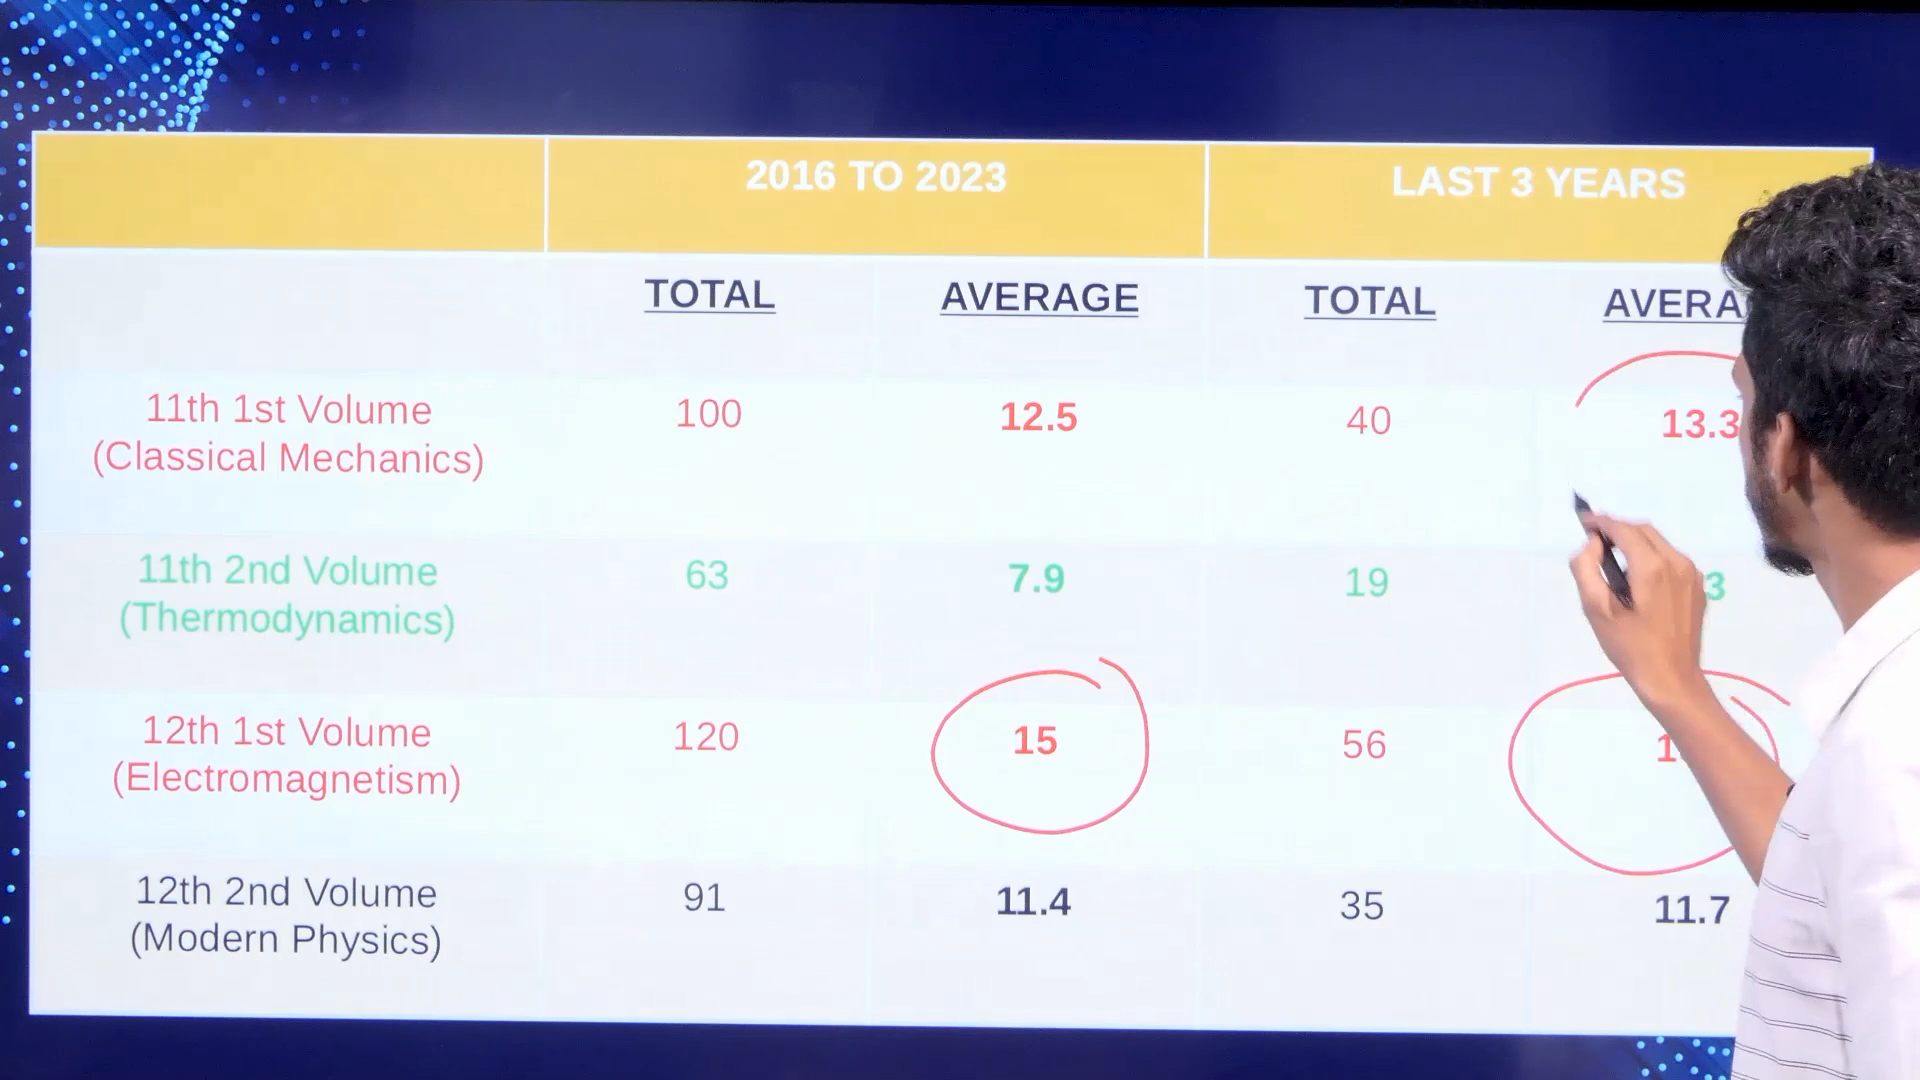 2016 TO 2023
LAST 3 YEARS
TOTAL
AVERAGE
TOTAL
11th 1st Volume
(Classical Mechanics)
100
12.5
40
13.3
11th 2nd Volume
(Thermodynamics)
63
7.9
19
12th 1st Volume
(Electromagnetism)
120
15
56
12th 2nd Volume
(Modern Physics)
91
11.4
35
11.7